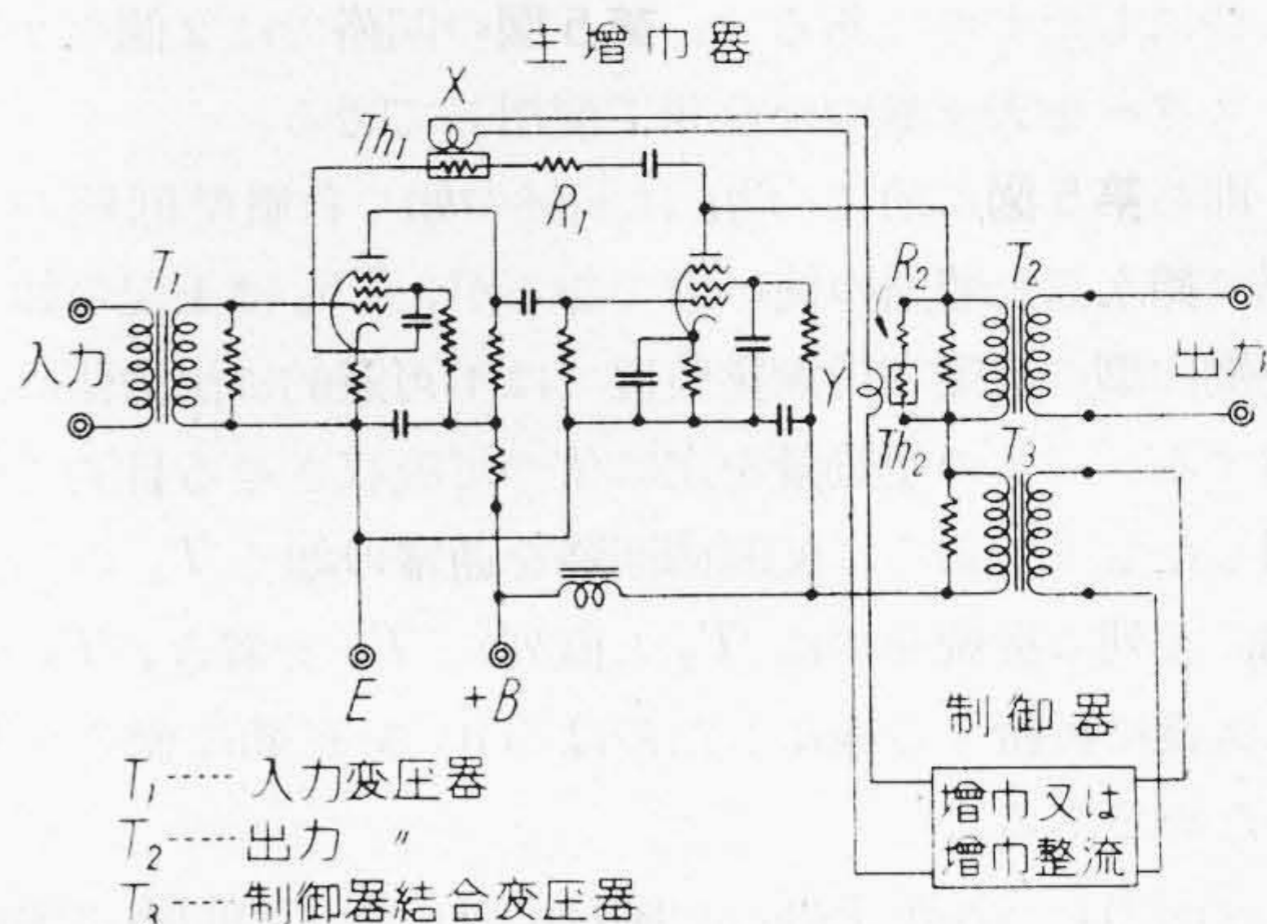 主増巾器
X
Th₁
R₁
T₁
R₂
T₂
入力
出力
Y
Th₂
T₃
E
+B
制御器
増巾又は
増巾整流
T₁----- 入力変圧器
T₂----- 出力 〃
T₃----- 制御器結合変圧器